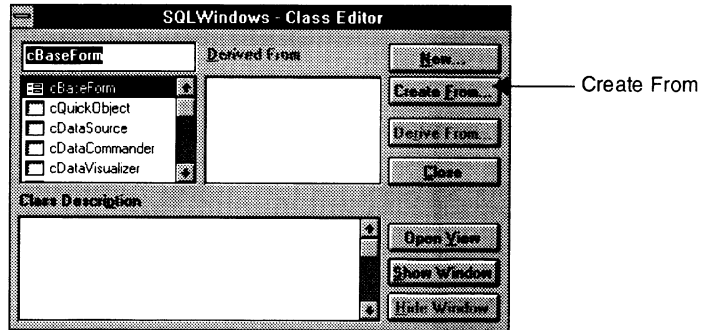 SQLWindows - Class Editor
cBaseForm
Derived From
New...
cBaseForm
cQuickObject
cDataSource
cDataCommander
cDataVisualizer
Create From...
Create From
Derive From...
Close
Class Description
Open View
Show Window
Hide Window